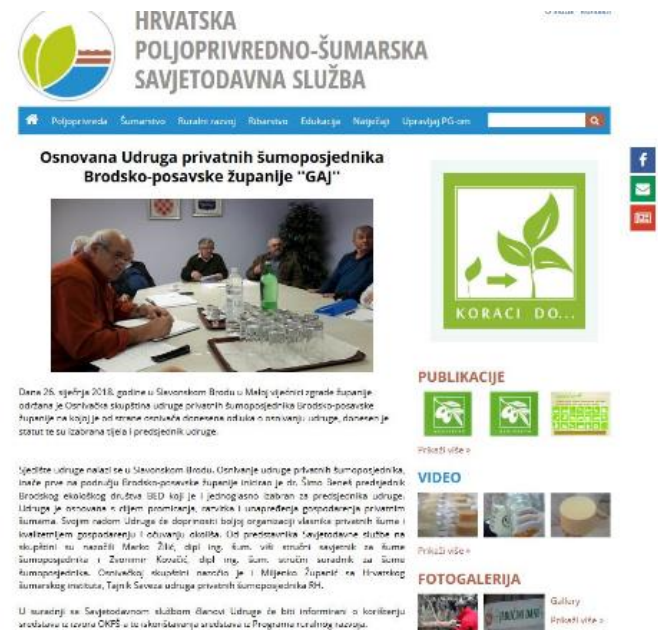 HRVATSKA
POLJOPRIVREDNO-ŠUMARSKA
SAVJETODAVNA SLUŽBA
Poljoprivreda Šumarstvo Ruralni razvoj Ribarstvo Edukacija Natječaji Upravljaj PG-om
Osnovana Udruga privatnih šumoposjednika
Brodsko-posavske županije "GAJ"
KORACI DO...
Dana 26. siječnja 2018. godine u Slavonskom Brodu u Maloj vijećnici zgrade županije
održana je Osnivačka skupština udruge privatnih šumoposjednika Brodsko-posavske
županije na kojoj je od strane osnivača donesena odluka o osnivanju udruge, donesen je
statut te su izabrana tijela i predsjednik udruge.
Sjedište udruge nalazi se u Slavonskom Brodu. Osnivanje udruge privatnih šumoposjednika,
inače prve na području Brodsko-posavske županije inicirao je dr. Šimo Beneš predsjednik
Brodskog ekološkog društva BED koji je i jednoglasno izabran za predsjednika udruge.
Udruga je osnovana s ciljem promicanja, razvitka i unapređenja gospodarenja privatnim
šumama. Svojim radom Udruga će doprinositi boljoj organizaciji vlasnika privatnih šuma i
kvalitetnijem gospodarenju i očuvanju okoliša. Od predstavnika Savjetodavne službe na
skupštini su nazočili Marko Žilić, dipl ing. šum. viši stručni savjetnik za šume
šumoposjednika i Zvonimir Kovačić, dipl ing. šum. stručni suradnik za šume
šumoposjednika. Osnivačkoj skupštini nazočio je i Miljenko Županić sa Hrvatskog
šumarskog instituta, Tajnik Saveza udruga privatnih šumoposjednika RH.
U suradnji sa Savjetodavnom službom članovi Udruge će biti informirani o korištenju
sredstava iz izvora OKFŠ a te iskorištavanja sredstava iz Programa ruralnog razvoja.
PUBLIKACIJE
Prikaži više »
VIDEO
Prikaži više »
FOTOGALERIJA
Gallery
Prikaži više »